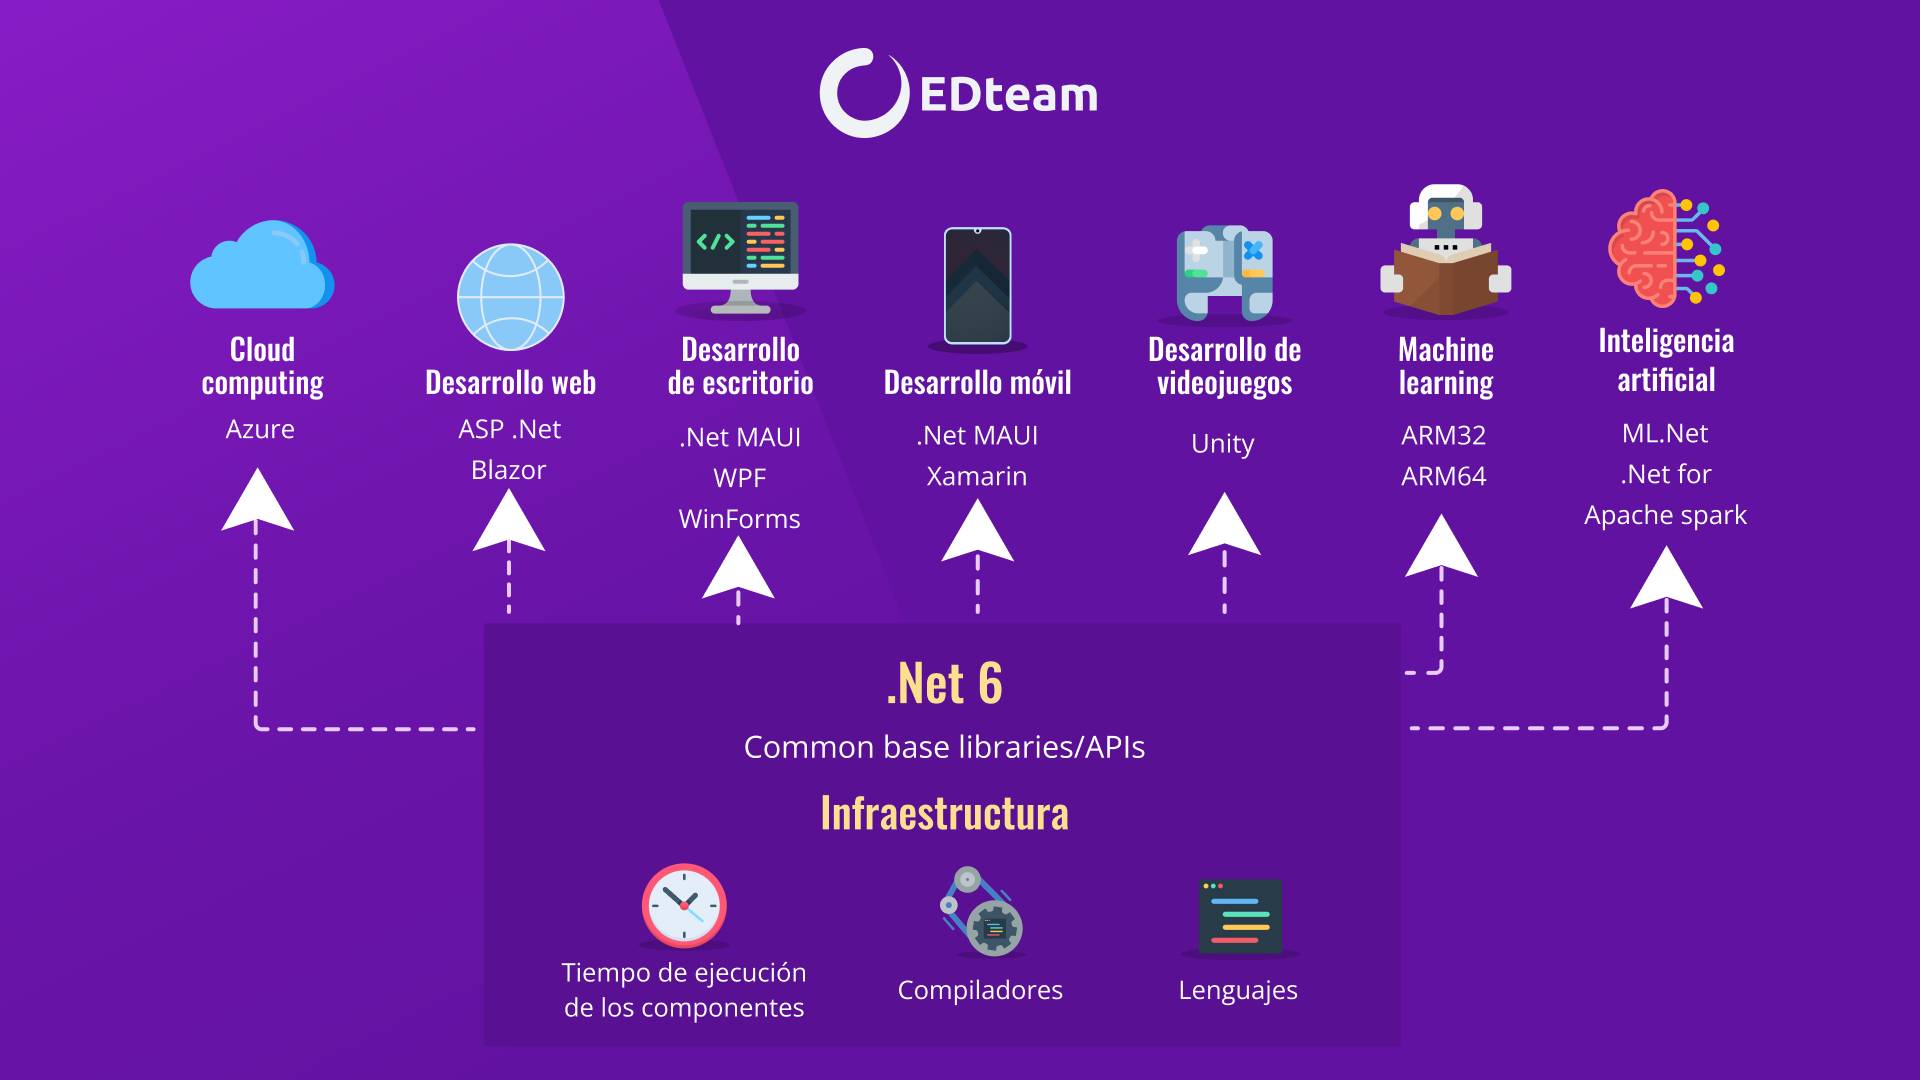 EDteam
Cloud
computing
Azure
Desarrollo web
ASP .Net
Blazor
Desarrollo
de escritorio
.Net MAUI
WPF
WinForms
Desarrollo móvil
.Net MAUI
Xamarin
Desarrollo de
videojuegos
Unity
Machine
learning
ARM32
ARM64
Inteligencia
artificial
ML.Net
.Net for
Apache spark
.Net 6
Common base libraries/APIs
Infraestructura
Tiempo de ejecución
de los componentes
Compiladores
Lenguajes